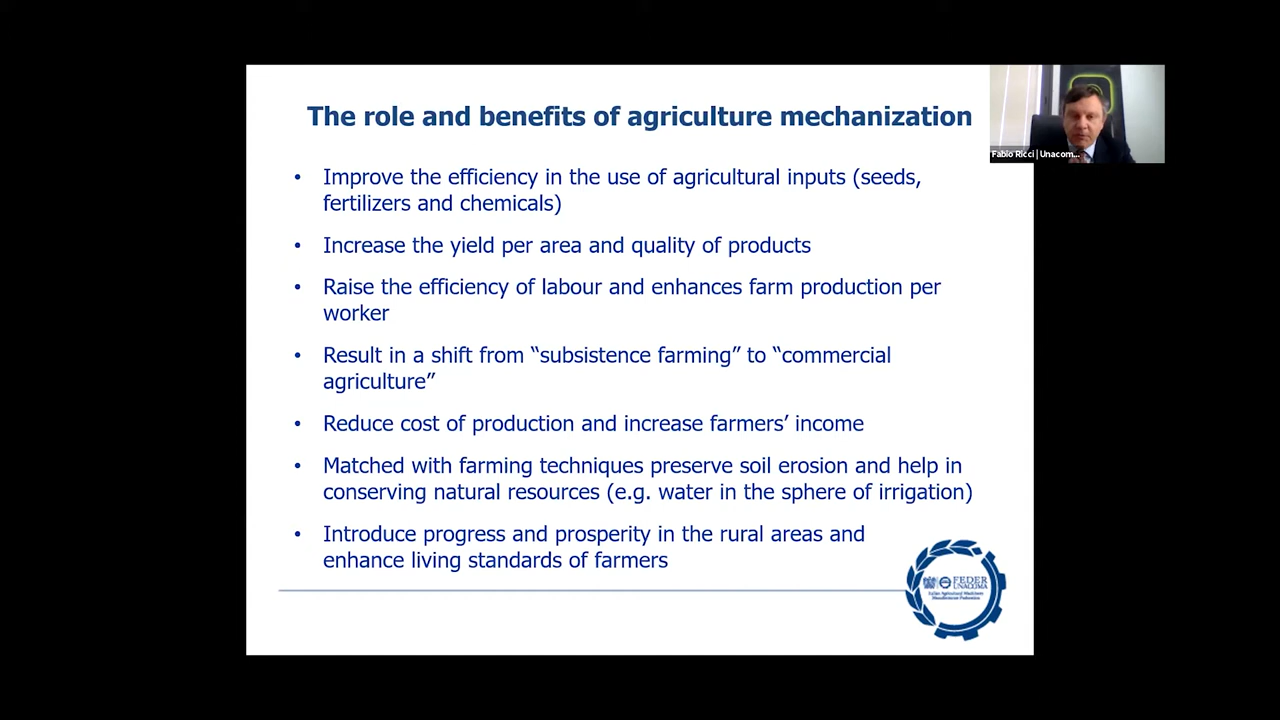 The role and benefits of agriculture mechanization
Fabio Ricci | Unacom...
• Improve the efficiency in the use of agricultural inputs (seeds,
fertilizers and chemicals)
• Increase the yield per area and quality of products
• Raise the efficiency of labour and enhances farm production per
worker
• Result in a shift from “subsistence farming” to “commercial
agriculture”
• Reduce cost of production and increase farmers’ income
• Matched with farming techniques preserve soil erosion and help in
conserving natural resources (e.g. water in the sphere of irrigation)
• Introduce progress and prosperity in the rural areas and
enhance living standards of farmers
FEDER
UNACOMA
Italian Agricultural Machinery
Manufacturers Federation